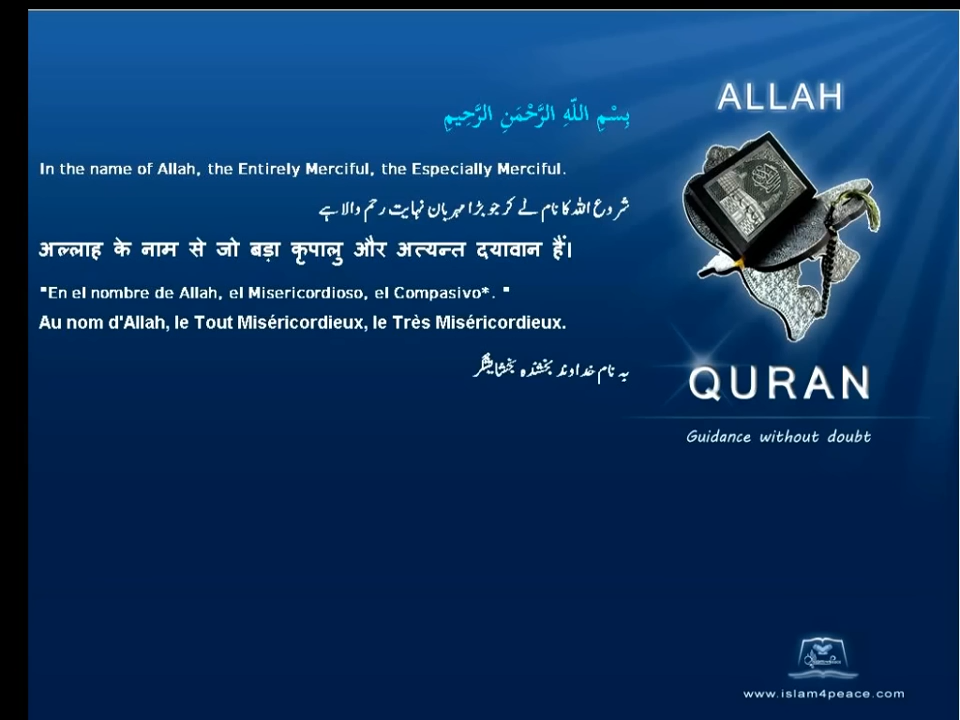 بِسْمِ اللّهِ الرَّحْمَنِ الرَّحِيمِ
In the name of Allah, the Entirely Merciful, the Especially Merciful.
شروع الله کا نام لے کر جو بڑا مہربان نہایت رحم والا ہے
अल्लाह के नाम से जो बड़ा कृपालु और अत्यन्त दयावान हैं।
"En el nombre de Allah, el Misericordioso, el Compasivo*. "
Au nom d'Allah, le Tout Miséricordieux, le Très Miséricordieux.
به نام خداوند بخشنده بخشایشگر
ALLAH
QURAN
Guidance without doubt
www.islam4peace.com